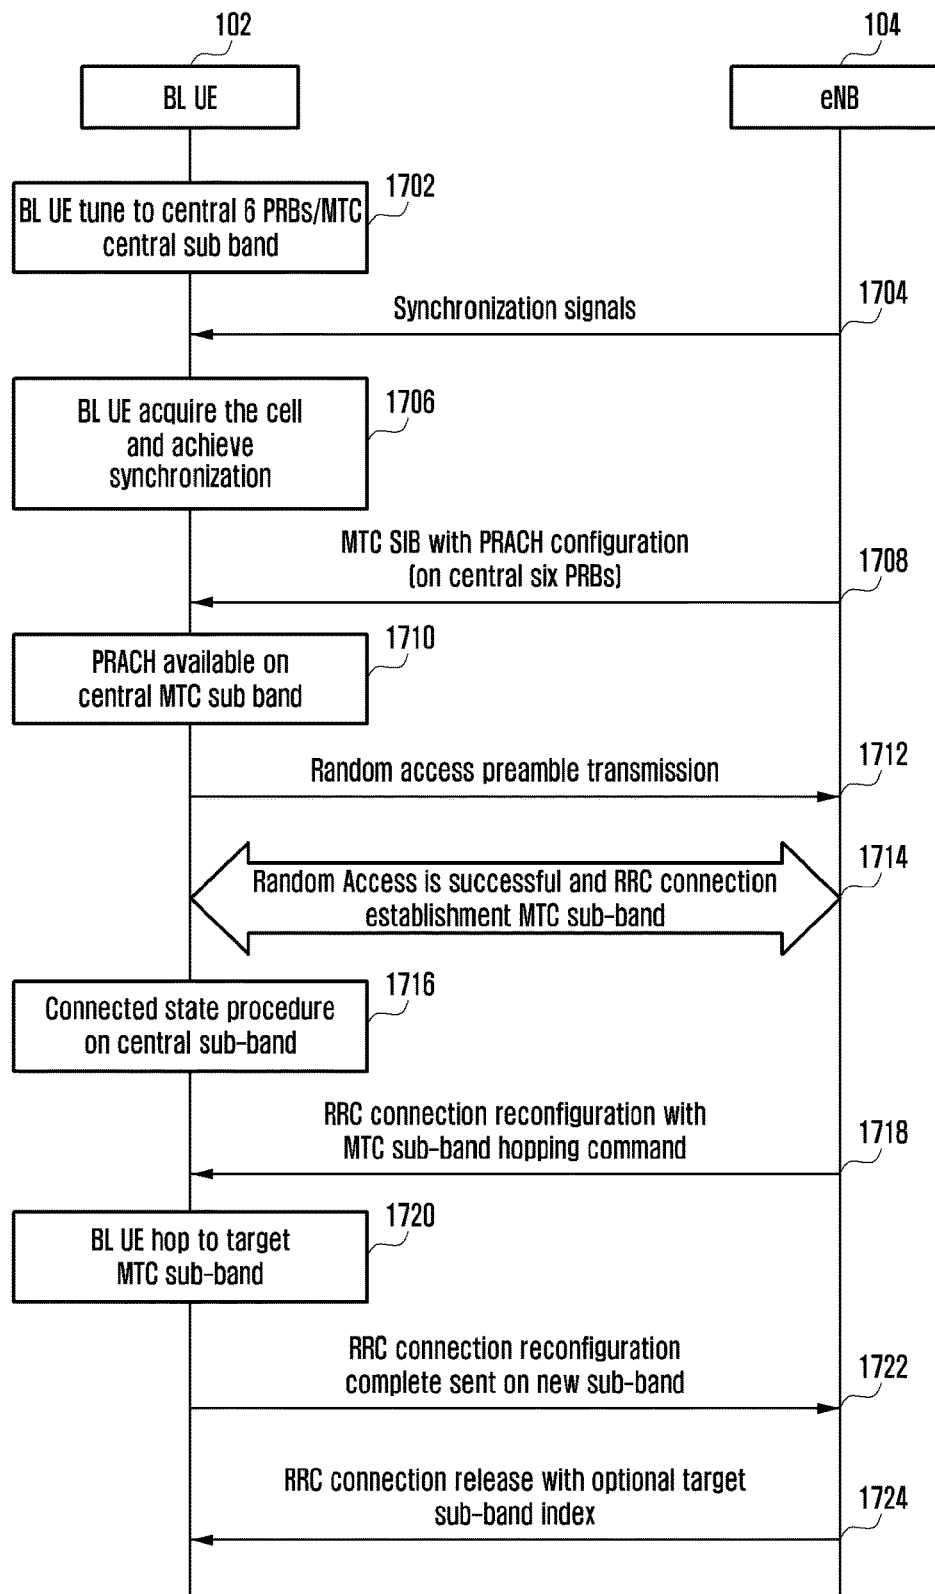 102
104
BL UE
eNB
1702
BL UE tune to central 6 PRBs/MTC
central sub band
1704
Synchronization signals
1706
BL UE acquire the cell
and achieve
synchronization
MTC SIB with PRACH configuration
(on central six PRBs)
1708
1710
PRACH available on
central MTC sub band
1712
Random access preamble transmission
1714
Random Access is successful and RRC connection
establishment MTC sub-band
1716
Connected state procedure
on central sub-band
RRC connection reconfiguration with
MTC sub-band hopping command
1718
1720
BL UE hop to target
MTC sub-band
RRC connection reconfiguration
complete sent on new sub-band
1722
RRC connection release with optional target
sub-band index
1724